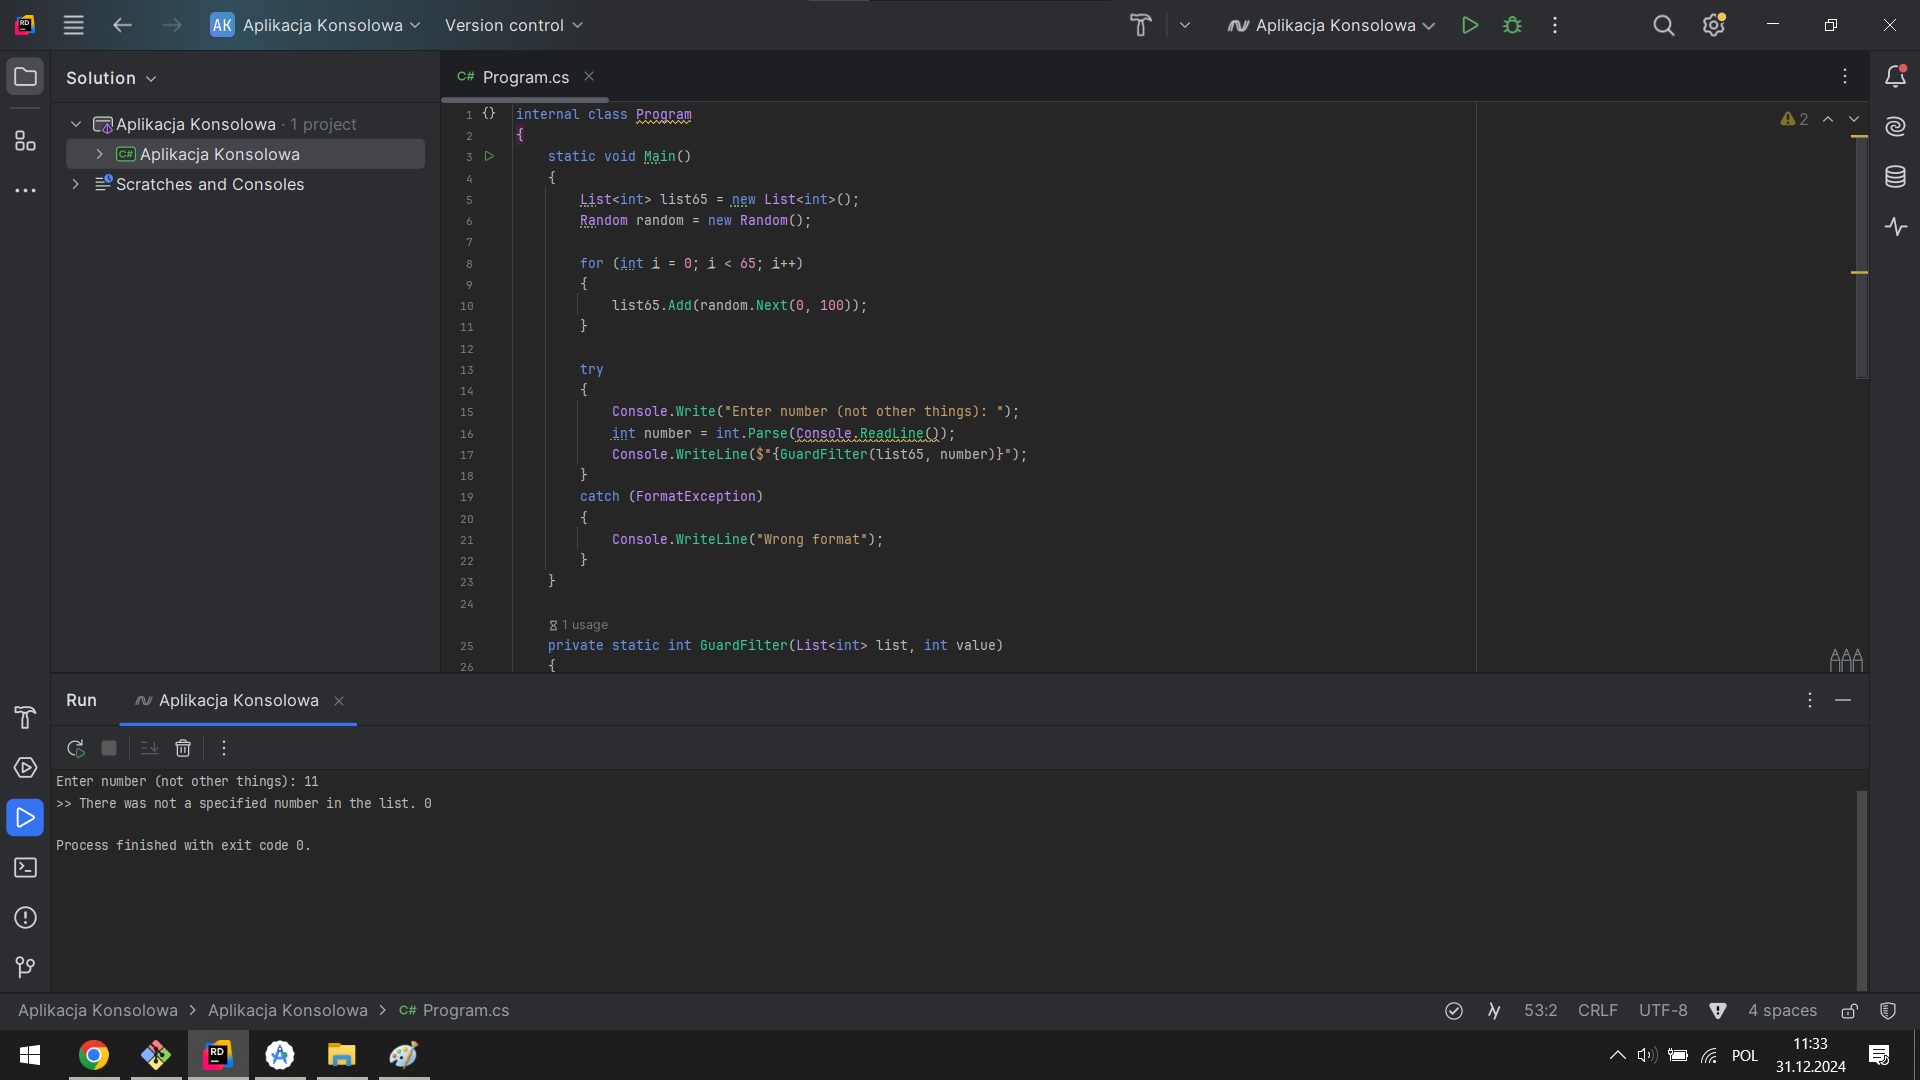 AK Aplikacja Konsolowa Version control Aplikacja Konsolowa
Solution
C# Program.cs
Aplikacja Konsolowa · 1 project
C# Aplikacja Konsolowa
Scratches and Consoles
2
1 {} internal class Program
2 {
3 static void Main()
4 {
5 List<int> list65 = new List<int>();
6 Random random = new Random();
7
8 for (int i = 0; i < 65; i++)
9 {
10 list65.Add(random.Next(0, 100));
11 }
12
13 try
14 {
15 Console.Write("Enter number (not other things): ");
16 int number = int.Parse(Console.ReadLine());
17 Console.WriteLine($"{GuardFilter(list65, number)}");
18 }
19 catch (FormatException)
20 {
21 Console.WriteLine("Wrong format");
22 }
23 }
24
1 usage
25 private static int GuardFilter(List<int> list, int value)
26 {
Run Aplikacja Konsolowa
Enter number (not other things): 11
>> There was not a specified number in the list. 0
Process finished with exit code 0.
Aplikacja Konsolowa > Aplikacja Konsolowa > C# Program.cs 53:2 CRLF UTF-8 4 spaces
RD
POL
11:33
31.12.2024